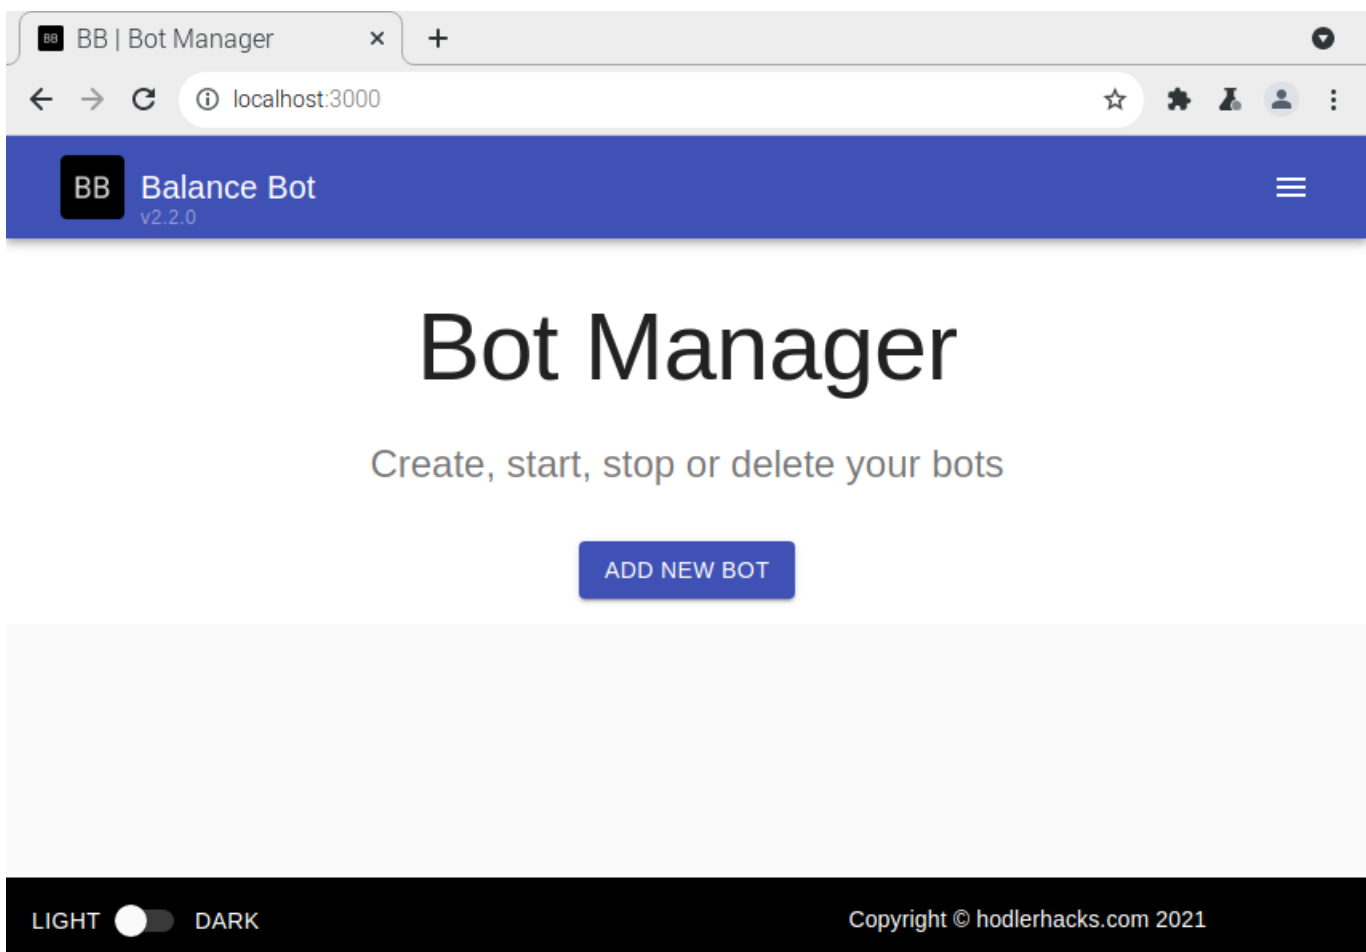 BB BB | Bot Manager
localhost:3000
BB Balance Bot
v2.2.0
Bot Manager
Create, start, stop or delete your bots
ADD NEW BOT
LIGHT DARK Copyright © hodlerhacks.com 2021